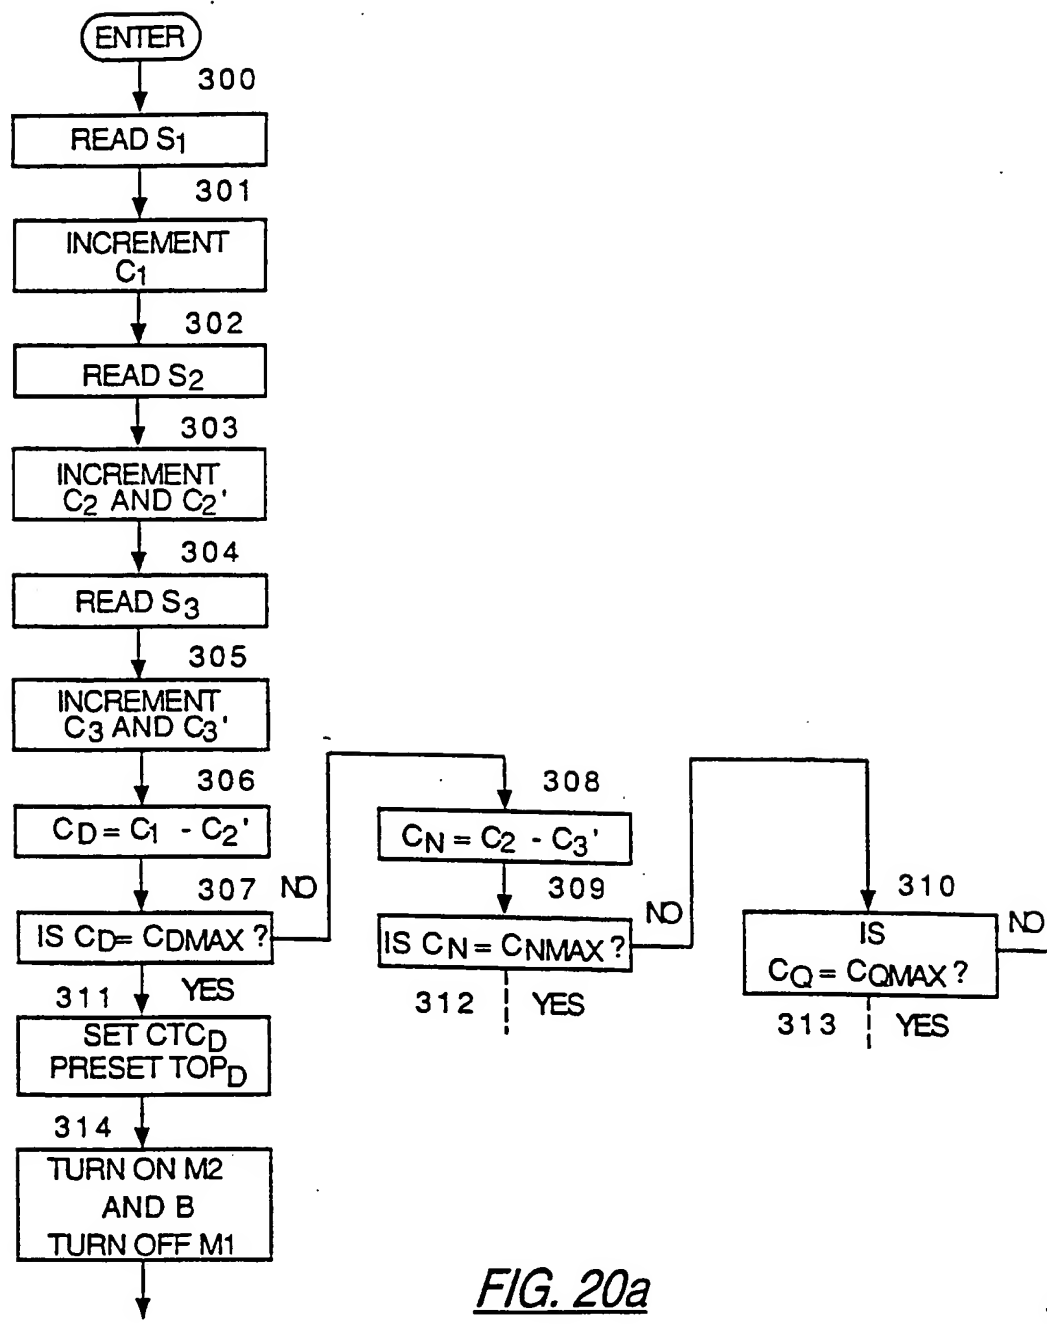 ENTER
300
READ S1
301
INCREMENT
C1
302
READ S2
303
INCREMENT
C2 AND C2'
304
READ S3
305
INCREMENT
C3 AND C3'
306
CD = C1 - C2'
307
NO
IS CD = CDMAX ?
308
CN = C2 - C3'
309
NO
IS CN = CNMAX ?
310
NO
IS
CQ = CQMAX ?
311
YES
312
YES
313
YES
SET CTCD
PRESET TOPD
314
TURN ON M2
AND B
TURN OFF M1
FIG. 20a